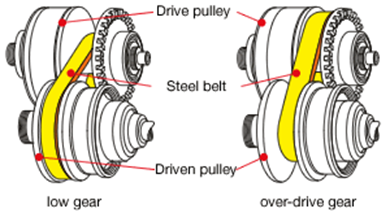 Drive pulley
Steel belt
Driven pulley
low gear
over-drive gear